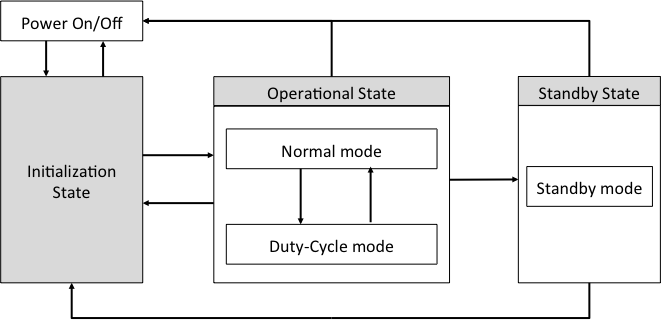 Power On/Off
Operational State
Standby State
Normal mode
Initialization
State
Standby mode
Duty-Cycle mode